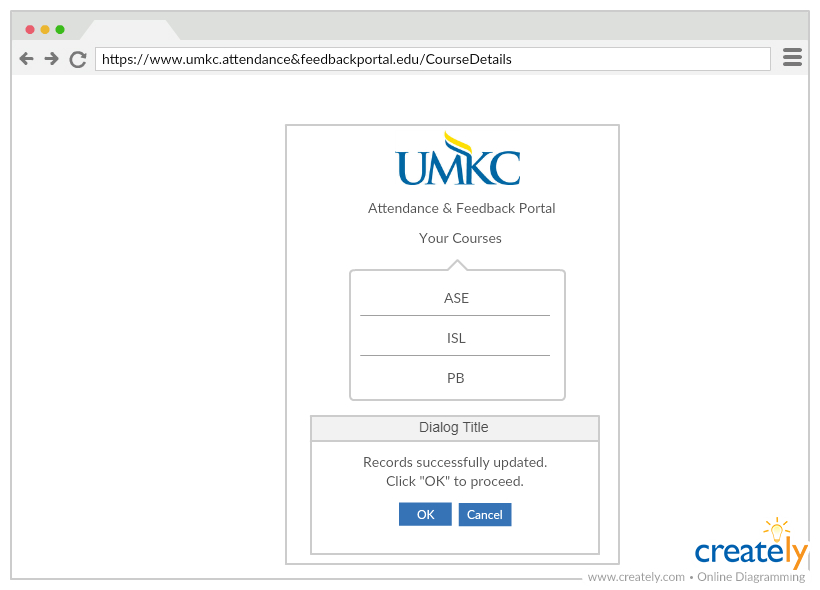 https://www.umkc.attendance&feedbackportal.edu/CourseDetails
UMKC
Attendance & Feedback Portal
Your Courses
ASE
ISL
PB
Dialog Title
Records successfully updated.
Click "OK" to proceed.
OK Cancel
creately
www.creately.com • Online Diagramming